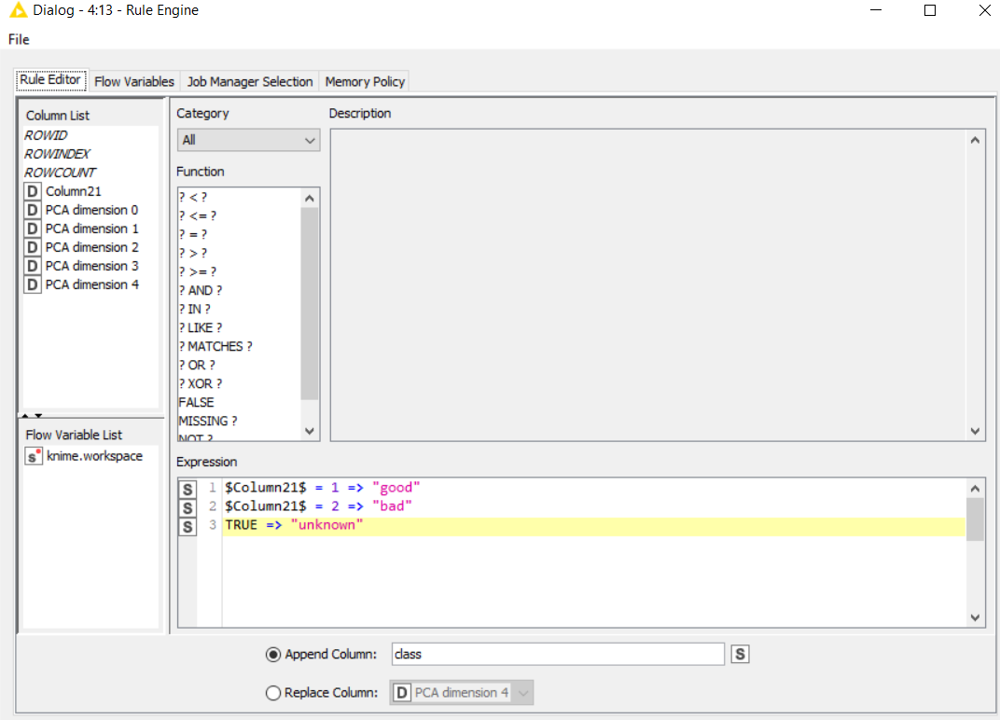 Dialog - 4:13 - Rule Engine
File
Rule Editor Flow Variables Job Manager Selection Memory Policy
Column List
ROWID
ROWINDEX
ROWCOUNT
D Column21
D PCA dimension 0
D PCA dimension 1
D PCA dimension 2
D PCA dimension 3
D PCA dimension 4
Flow Variable List
s knime.workspace
Category
All
Function
? < ?
? <= ?
? = ?
? > ?
? >= ?
? AND ?
? IN ?
? LIKE ?
? MATCHES ?
? OR ?
? XOR ?
FALSE
MISSING ?
NOT ?
Description
Expression
S 1 $Column21$ = 1 => "good"
S 2 $Column21$ = 2 => "bad"
S 3 TRUE => "unknown"
Append Column: class S
Replace Column: D PCA dimension 4